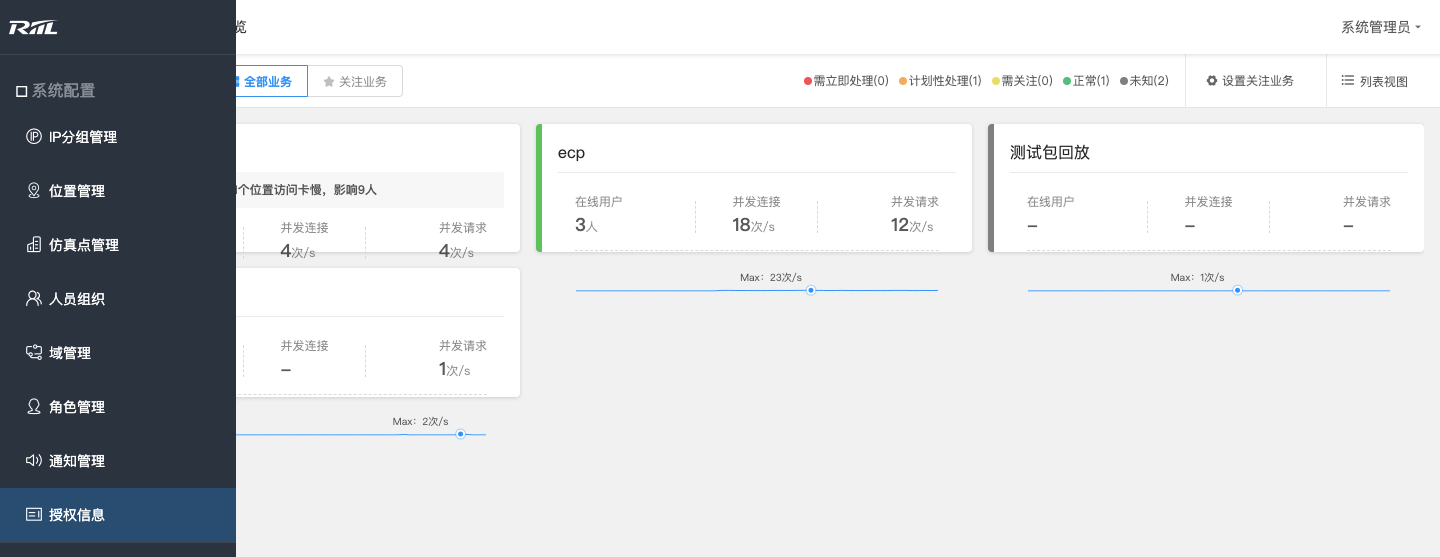 RIIL
系统配置
IP分组管理
位置管理
仿真点管理
人员组织
域管理
角色管理
通知管理
授权信息
览
系统管理员
全部业务
关注业务
需立即处理(0)
计划性处理(1)
需关注(0)
正常(1)
未知(2)
设置关注业务
列表视图
个位置访问卡慢，影响9人
并发连接
并发请求
4次/s
4次/s
ecp
在线用户
并发连接
并发请求
3人
18次/s
12次/s
Max：23次/s
测试包回放
在线用户
并发连接
并发请求
–
–
–
Max：1次/s
并发连接
并发请求
–
1次/s
Max：2次/s